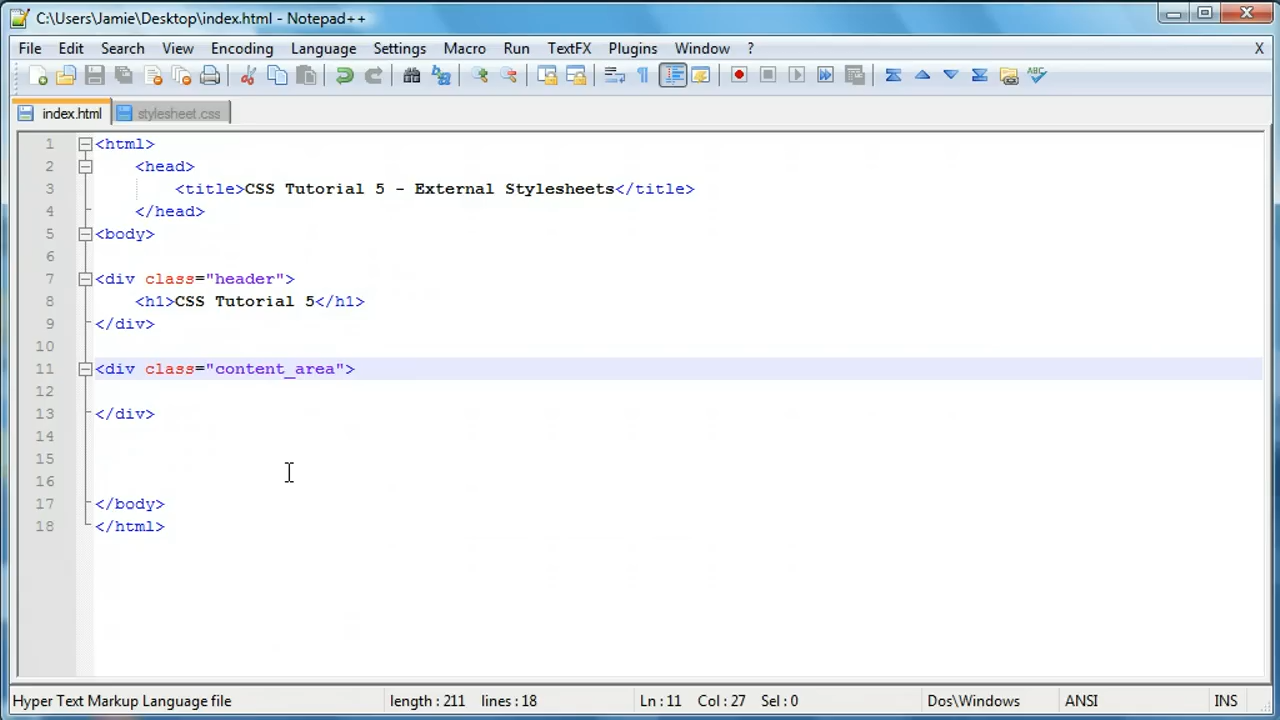 C:\Users\Jamie\Desktop\index.html - Notepad++
File Edit Search View Encoding Language Settings Macro Run TextFX Plugins Window ? X
index.html stylesheet.css
1 <html>
2 <head>
3 <title>CSS Tutorial 5 - External Stylesheets</title>
4 </head>
5 <body>
6
7 <div class="header">
8 <h1>CSS Tutorial 5</h1>
9 </div>
10
11 <div class="content_area">
12
13 </div>
14
15
16
17 </body>
18 </html>
Hyper Text Markup Language file length : 211 lines : 18 Ln : 11 Col : 27 Sel : 0 Dos\Windows ANSI INS